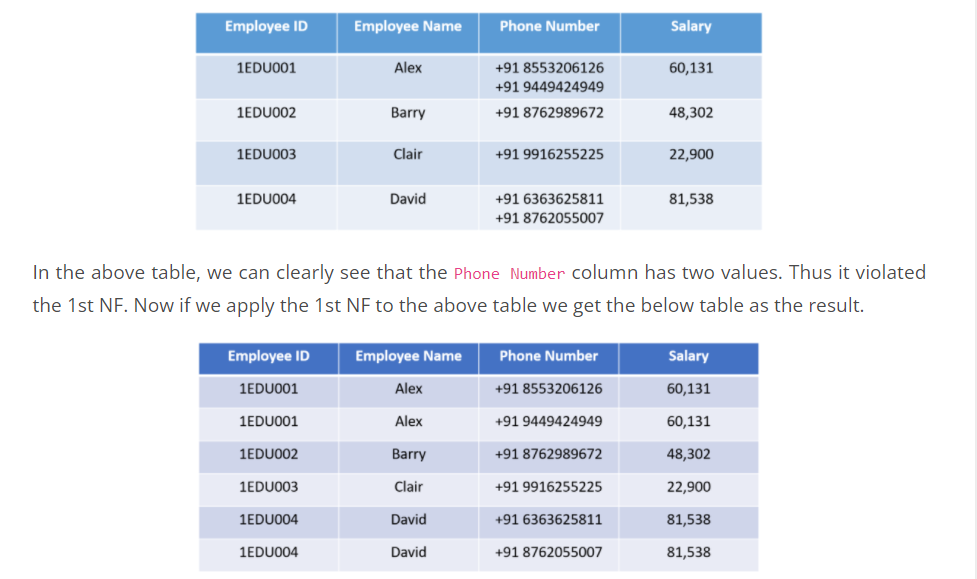 Employee ID Employee Name Phone Number Salary
1EDU001 Alex +91 8553206126 60,131
+91 9449424949
1EDU002 Barry +91 8762989672 48,302
1EDU003 Clair +91 9916255225 22,900
1EDU004 David +91 6363625811 81,538
+91 8762055007
In the above table, we can clearly see that the Phone Number column has two values. Thus it violated
the 1st NF. Now if we apply the 1st NF to the above table we get the below table as the result.
Employee ID Employee Name Phone Number Salary
1EDU001 Alex +91 8553206126 60,131
1EDU001 Alex +91 9449424949 60,131
1EDU002 Barry +91 8762989672 48,302
1EDU003 Clair +91 9916255225 22,900
1EDU004 David +91 6363625811 81,538
1EDU004 David +91 8762055007 81,538